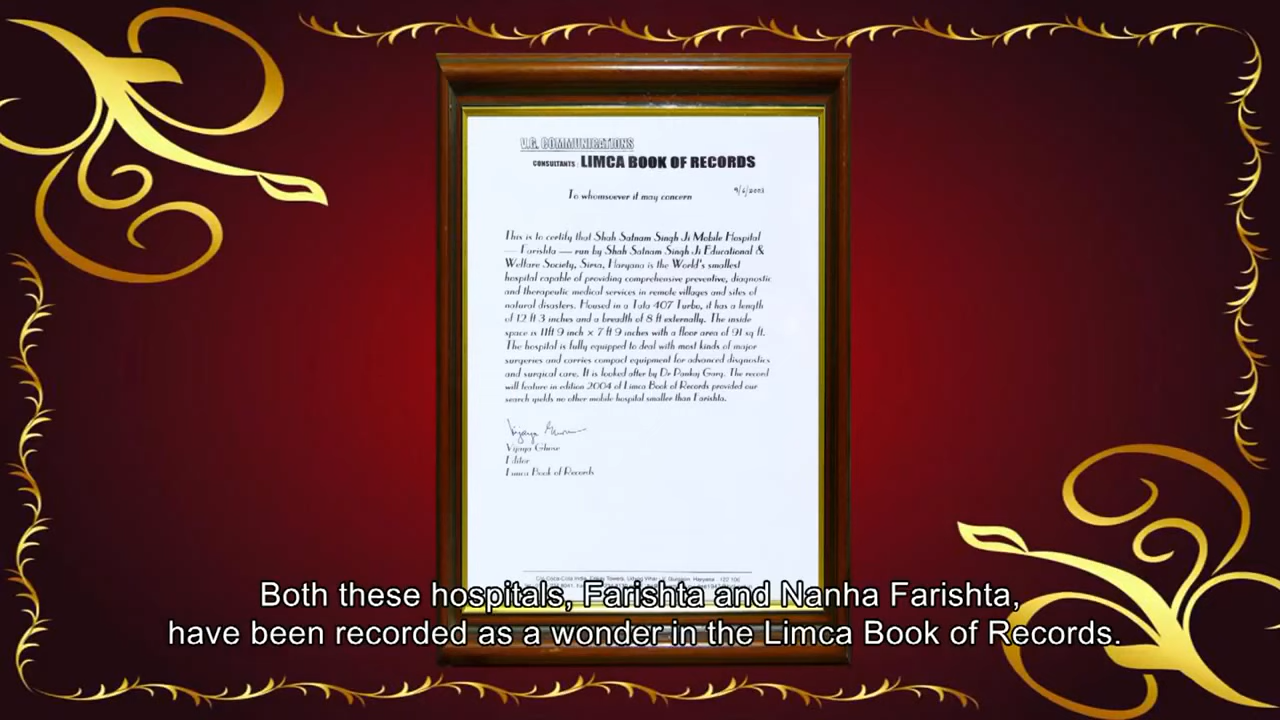 V.G. COMMUNICATIONS
CONSULTANTS : LIMCA BOOK OF RECORDS
9/6/2003
To whomsoever it may concern
This is to certify that Shah Satnam Singh Ji Mobile Hospital
— Farishta — run by Shah Satnam Singh Ji Educational &
Welfare Society, Sirsa, Haryana is the World's smallest
hospital capable of providing comprehensive preventive, diagnostic
and therapeutic medical services in remote villages and sites of
natural disasters. Housed in a Tata 407 Turbo, it has a length
of 12 ft 3 inches and a breadth of 8 ft externally. The inside
space is 11ft 9 inch × 7 ft 9 inches with a floor area of 91 sq ft.
The hospital is fully equipped to deal with most kinds of major
surgeries and carries compact equipment for advanced diagnostics
and surgical care. It is looked after by Dr Pankaj Garg. The record
will feature in edition 2004 of Limca Book of Records provided our
search yields no other mobile hospital smaller than Farishta.
Vijaya Ghose
Editor
Limca Book of Records
Both these hospitals, Farishta and Nanha Farishta,
have been recorded as a wonder in the Limca Book of Records.